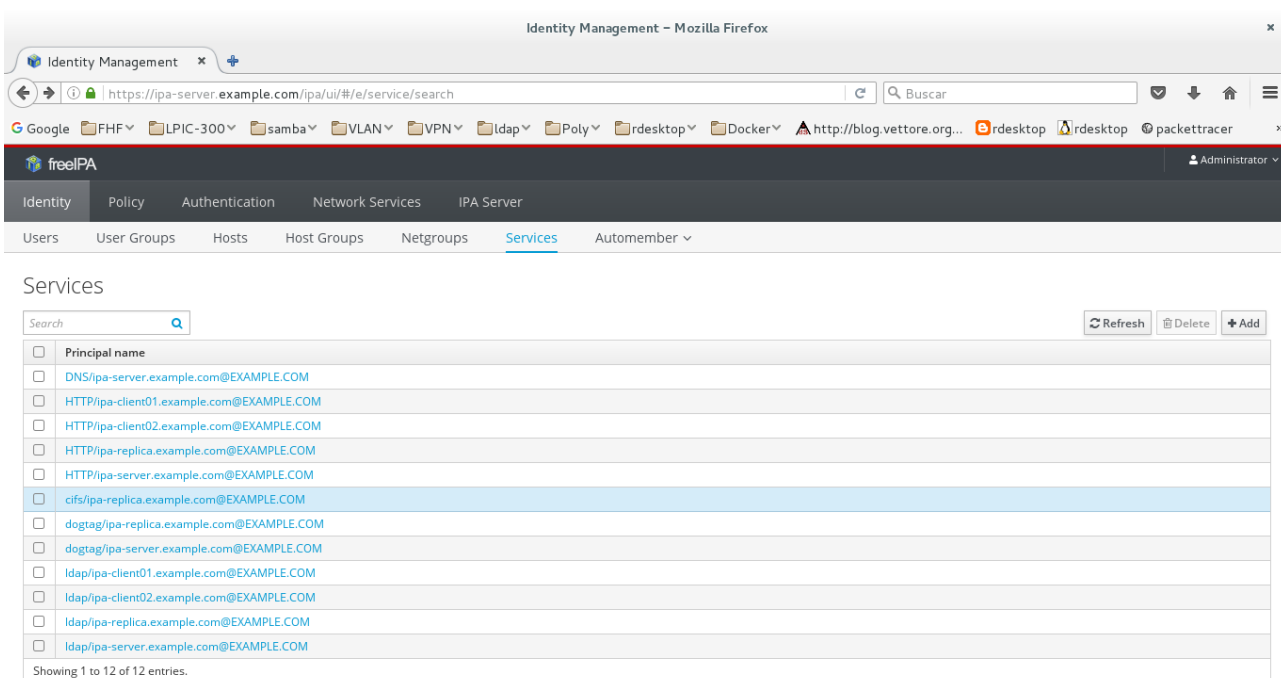 Identity Management - Mozilla Firefox
Identity Management
https://ipa-server.example.com/ipa/ui/#/e/service/search Buscar
Google FHF LPIC-300 samba VLAN VPN ldap Poly rdesktop Docker http://blog.vettore.org... rdesktop rdesktop packettracer
freeIPA Administrator
Identity Policy Authentication Network Services IPA Server
Users User Groups Hosts Host Groups Netgroups Services Automember
Services
Search Refresh Delete Add
Principal name
DNS/ipa-server.example.com@EXAMPLE.COM
HTTP/ipa-client01.example.com@EXAMPLE.COM
HTTP/ipa-client02.example.com@EXAMPLE.COM
HTTP/ipa-replica.example.com@EXAMPLE.COM
HTTP/ipa-server.example.com@EXAMPLE.COM
cifs/ipa-replica.example.com@EXAMPLE.COM
dogtag/ipa-replica.example.com@EXAMPLE.COM
dogtag/ipa-server.example.com@EXAMPLE.COM
ldap/ipa-client01.example.com@EXAMPLE.COM
ldap/ipa-client02.example.com@EXAMPLE.COM
ldap/ipa-replica.example.com@EXAMPLE.COM
ldap/ipa-server.example.com@EXAMPLE.COM
Showing 1 to 12 of 12 entries.